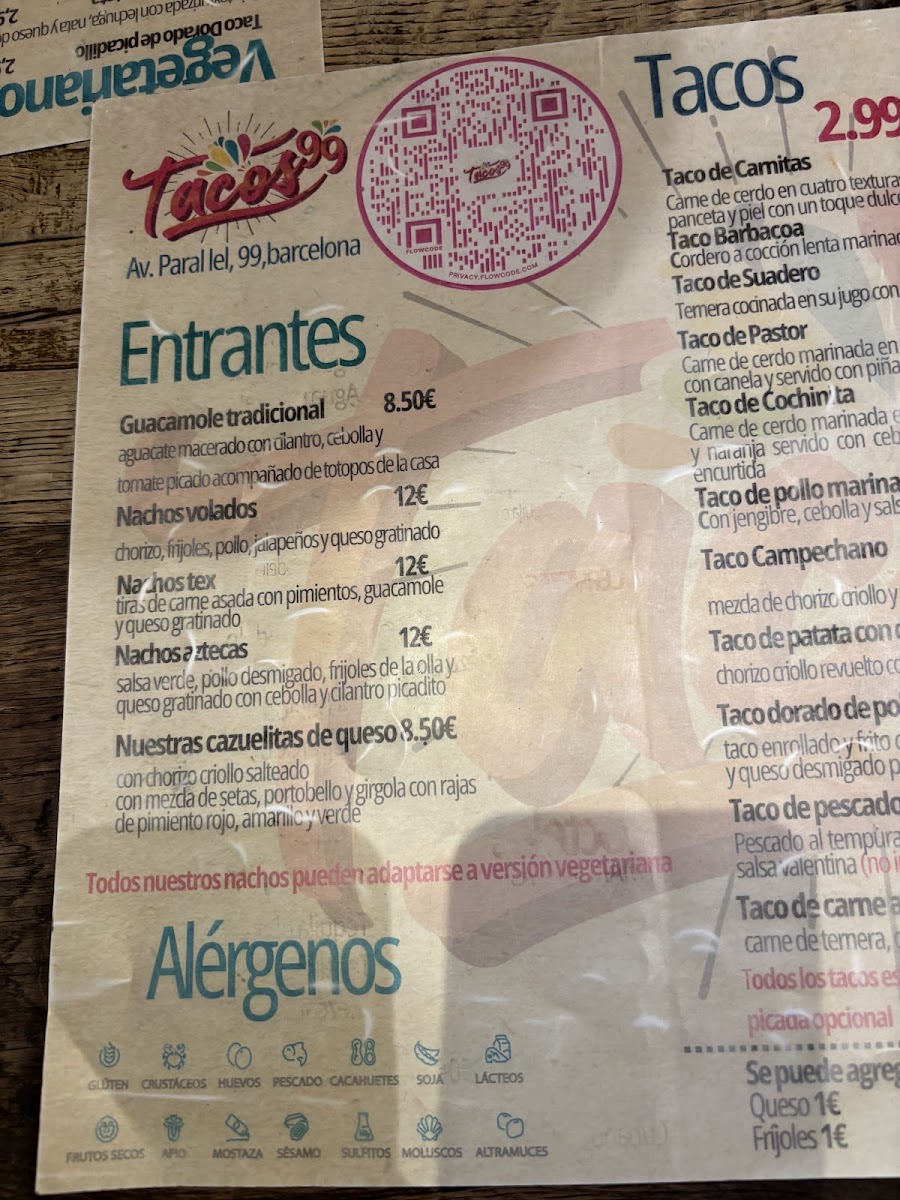 2,9
Taco Dorado de picadillo
2,
Vegetariano
Tacos 99
Av. Paral lel, 99,barcelona
FLOWCODE
Tacos 99
PRIVACY.FLOWCODE.COM
Entrantes
Guacamole tradicional 8.50€
aguacate macerado con cilantro, cebolla y
tomate picado acompañado de totopos de la casa
Nachos volados 12€
chorizo, frijoles, pollo, jalapeños y queso gratinado
Nachos tex 12€
tiras de carne asada con pimientos, guacamole
y queso gratinado
Nachos aztecas 12€
salsa verde, pollo desmigado, frijoles de la olla y
queso gratinado con cebolla y cilantro picadito
Nuestras cazuelitas de queso 8.50€
con chorizo criollo salteado
con mezcla de setas, portobello y girgola con rajas
de pimiento rojo, amarillo y verde
Todos nuestros nachos pueden adaptarse a versión vegetariana
Alérgenos
GLUTEN CRUSTÁCEOS HUEVOS PESCADO CACAHUETES SOJA LÁCTEOS
FRUTOS SECOS APIO MOSTAZA SÉSAMO SULFITOS MOLUSCOS ALTRAMUCES
Tacos
2.99
Taco de Carnitas
Carne de cerdo en cuatro texturas
panceta y piel con un toque dulce
Taco Barbacoa
Cordero a cocción lenta marinad
Taco de Suadero
Ternera cocinada en su jugo con
Taco de Pastor
Carne de cerdo marinada en
con canela y servido con piña
Taco de Cochinita
Carne de cerdo marinada e
y naranja servido con ceb
encurtida
Taco de pollo marina
Con jengibre, cebolla y sals
Taco Campechano
mezcla de chorizo criollo y
Taco de patata con c
chorizo criollo revuelto co
Taco dorado de pol
taco enrollado y frito c
y queso desmigado p
Taco de pescado
Pescado al tempura
salsa valentina (no i
Taco de carne a
carne de ternera, c
Todos los tacos es
picada opcional
Se puede agreg
Queso 1€
Frijoles 1€